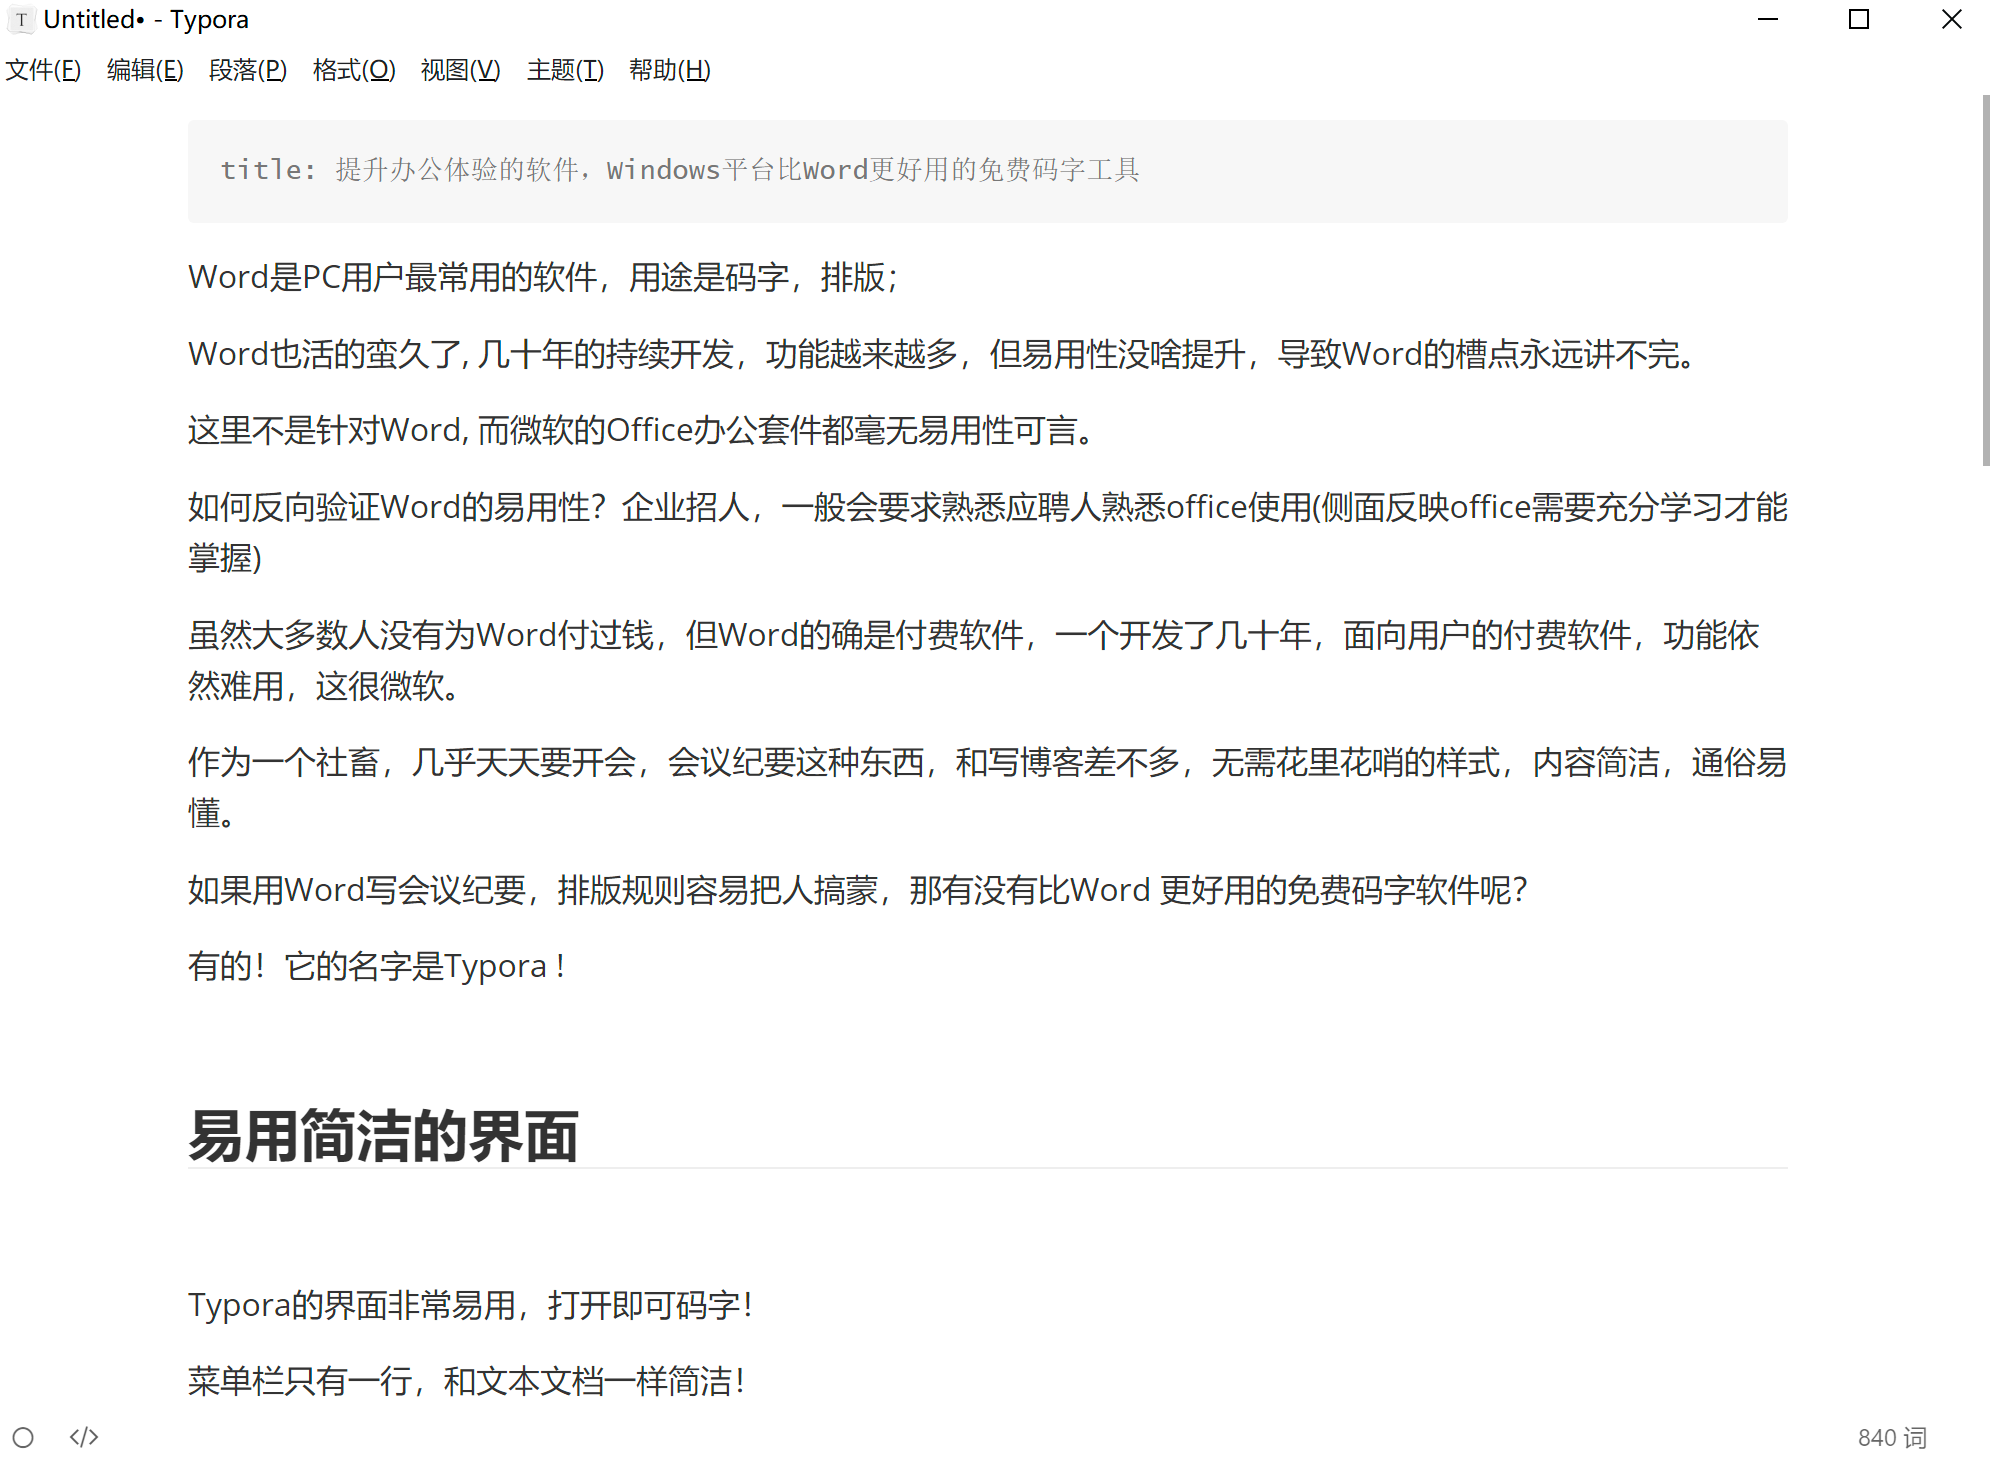 Untitled• - Typora
文件(F) 编辑(E) 段落(P) 格式(O) 视图(V) 主题(T) 帮助(H)
title: 提升办公体验的软件，Windows平台比Word更好用的免费码字工具
Word是PC用户最常用的软件，用途是码字，排版；
Word也活的蛮久了, 几十年的持续开发，功能越来越多，但易用性没啥提升，导致Word的槽点永远讲不完。
这里不是针对Word, 而微软的Office办公套件都毫无易用性可言。
如何反向验证Word的易用性？企业招人，一般会要求熟悉应聘人熟悉office使用(侧面反映office需要充分学习才能
掌握)
虽然大多数人没有为Word付过钱，但Word的确是付费软件，一个开发了几十年，面向用户的付费软件，功能依
然难用，这很微软。
作为一个社畜，几乎天天要开会，会议纪要这种东西，和写博客差不多，无需花里花哨的样式，内容简洁，通俗易
懂。
如果用Word写会议纪要，排版规则容易把人搞蒙，那有没有比Word 更好用的免费码字软件呢？
有的！它的名字是Typora！
易用简洁的界面
Typora的界面非常易用，打开即可码字！
菜单栏只有一行，和文本文档一样简洁！
</> 840 词